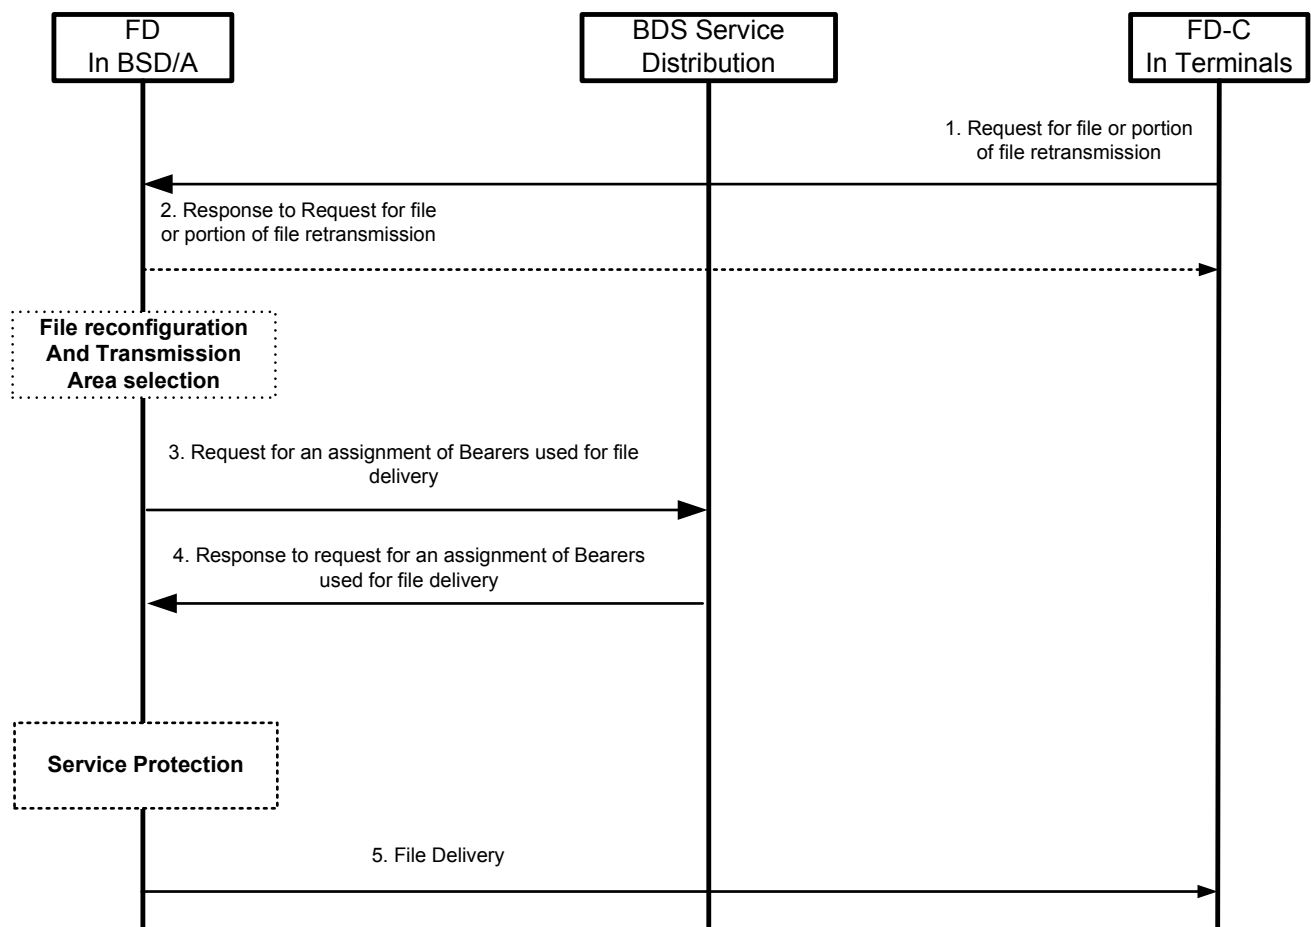 FD
In BSD/A
BDS Service
Distribution
FD-C
In Terminals
1. Request for file or portion
of file retransmission
2. Response to Request for file
or portion of file retransmission
File reconfiguration
And Transmission
Area selection
3. Request for an assignment of Bearers used for file
delivery
4. Response to request for an assignment of Bearers
used for file delivery
Service Protection
5. File Delivery